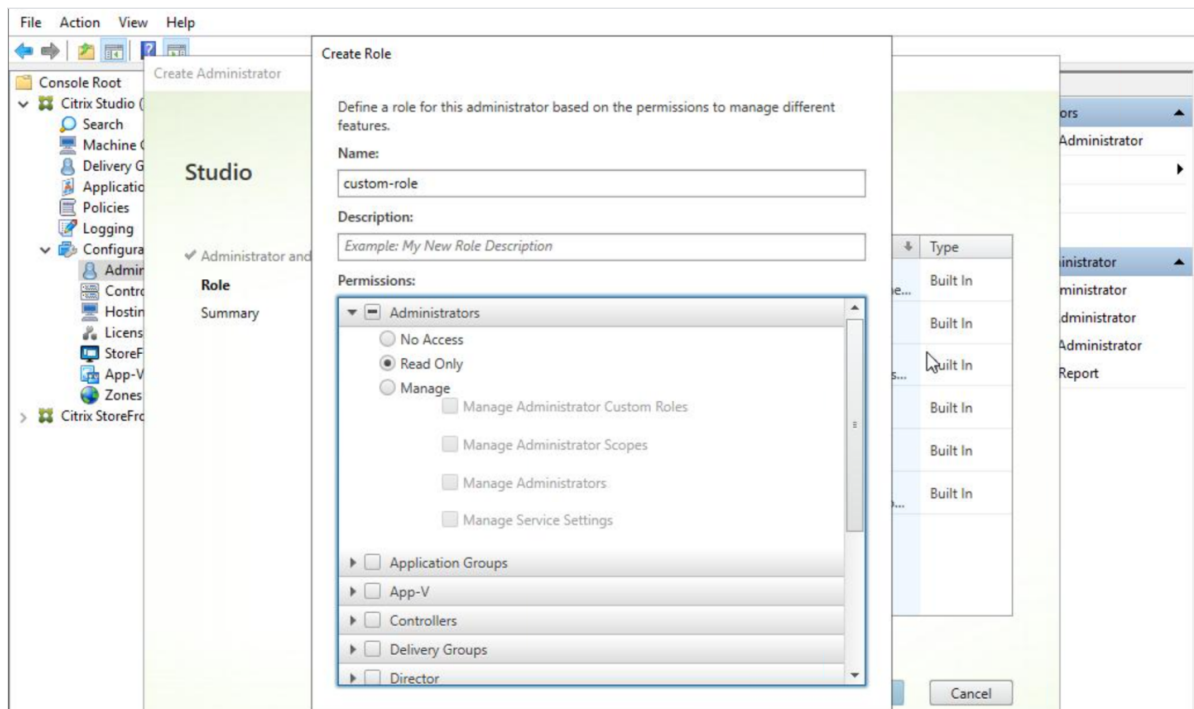 File Action View Help
Create Role
Console Root
Create Administrator
Citrix Studio (
Search
Machine
Delivery G
Applicatio
Policies
Logging
Configura
Admir
Contro
Hostin
Licens
StoreF
App-V
Zones
Citrix StoreFro
Studio
Administrator and
Role
Summary
Define a role for this administrator based on the permissions to manage different
features.
Name:
custom-role
Description:
Example: My New Role Description
Permissions:
Administrators
No Access
Read Only
Manage
Manage Administrator Custom Roles
Manage Administrator Scopes
Manage Administrators
Manage Service Settings
Application Groups
App-V
Controllers
Delivery Groups
Director
Type
e... Built In
Built In
s... Built In
Built In
Built In
Built In
Cancel
ors
Administrator
inistrator
ministrator
dministrator
Administrator
Report